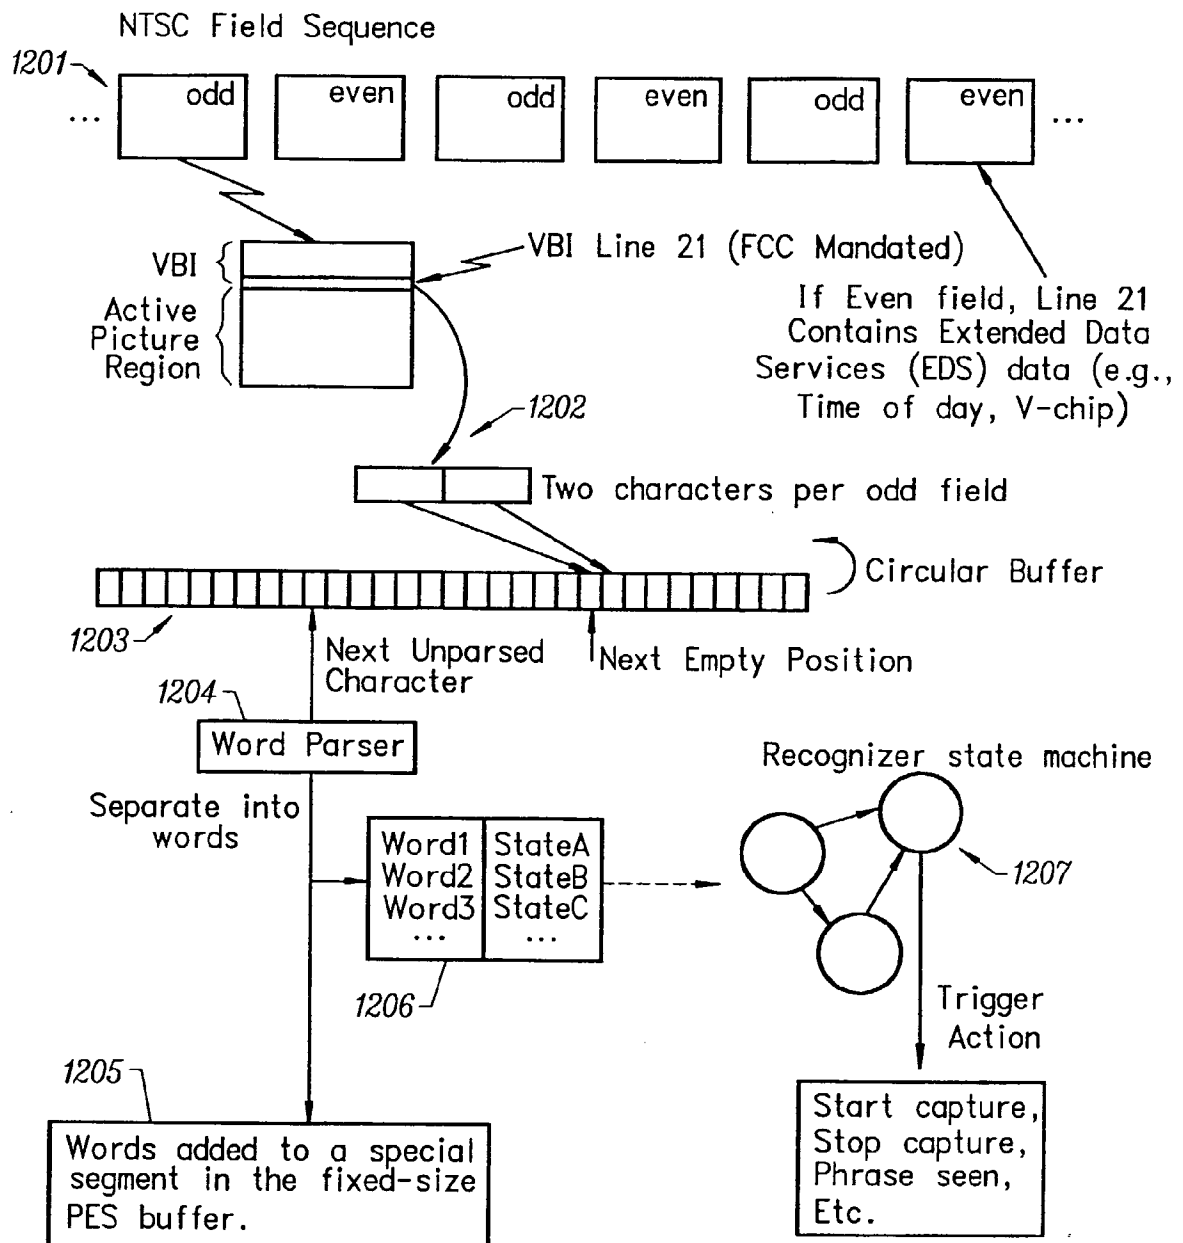 NTSC Field Sequence
1201
... odd even odd even odd even ...
VBI
VBI Line 21 (FCC Mandated)
Active
Picture
Region
If Even field, Line 21
Contains Extended Data
Services (EDS) data (e.g.,
Time of day, V-chip)
1202
Two characters per odd field
Circular Buffer
1203
Next Unparsed
Character
Next Empty Position
1204
Word Parser
Separate into
words
Word1 StateA
Word2 StateB
Word3 StateC
... ...
1206
Recognizer state machine
1207
Trigger
Action
1205
Words added to a special
segment in the fixed-size
PES buffer.
Start capture,
Stop capture,
Phrase seen,
Etc.